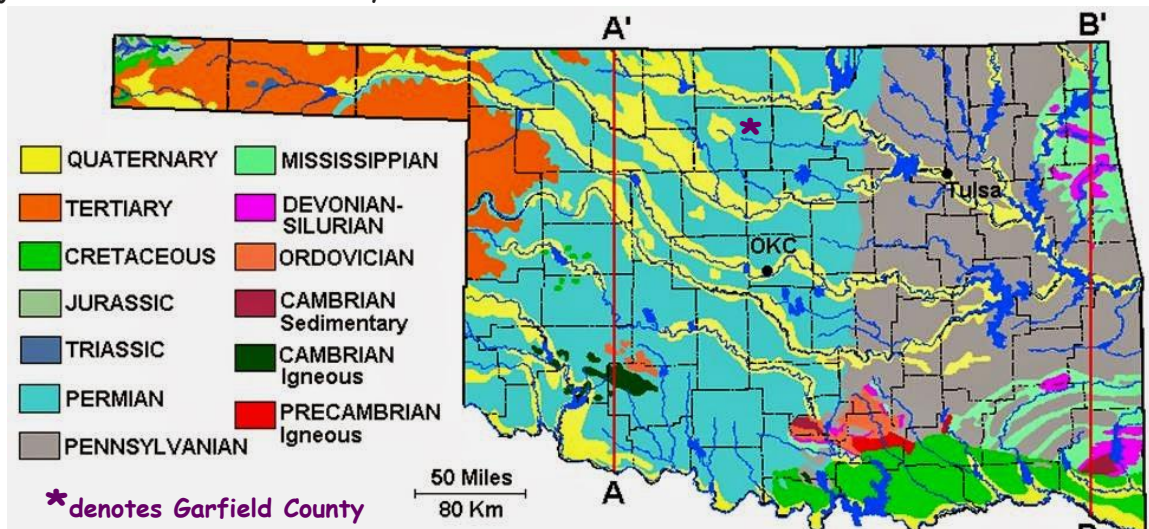 A'
B'
QUATERNARY
MISSISSIPPIAN
TERTIARY
DEVONIAN-
SILURIAN
CRETACEOUS
ORDOVICIAN
JURASSIC
CAMBRIAN
Sedimentary
TRIASSIC
CAMBRIAN
Igneous
PERMIAN
PRECAMBRIAN
Igneous
PENNSYLVANIAN
*
Tulsa
OKC
50 Miles
80 Km
A
*denotes Garfield County